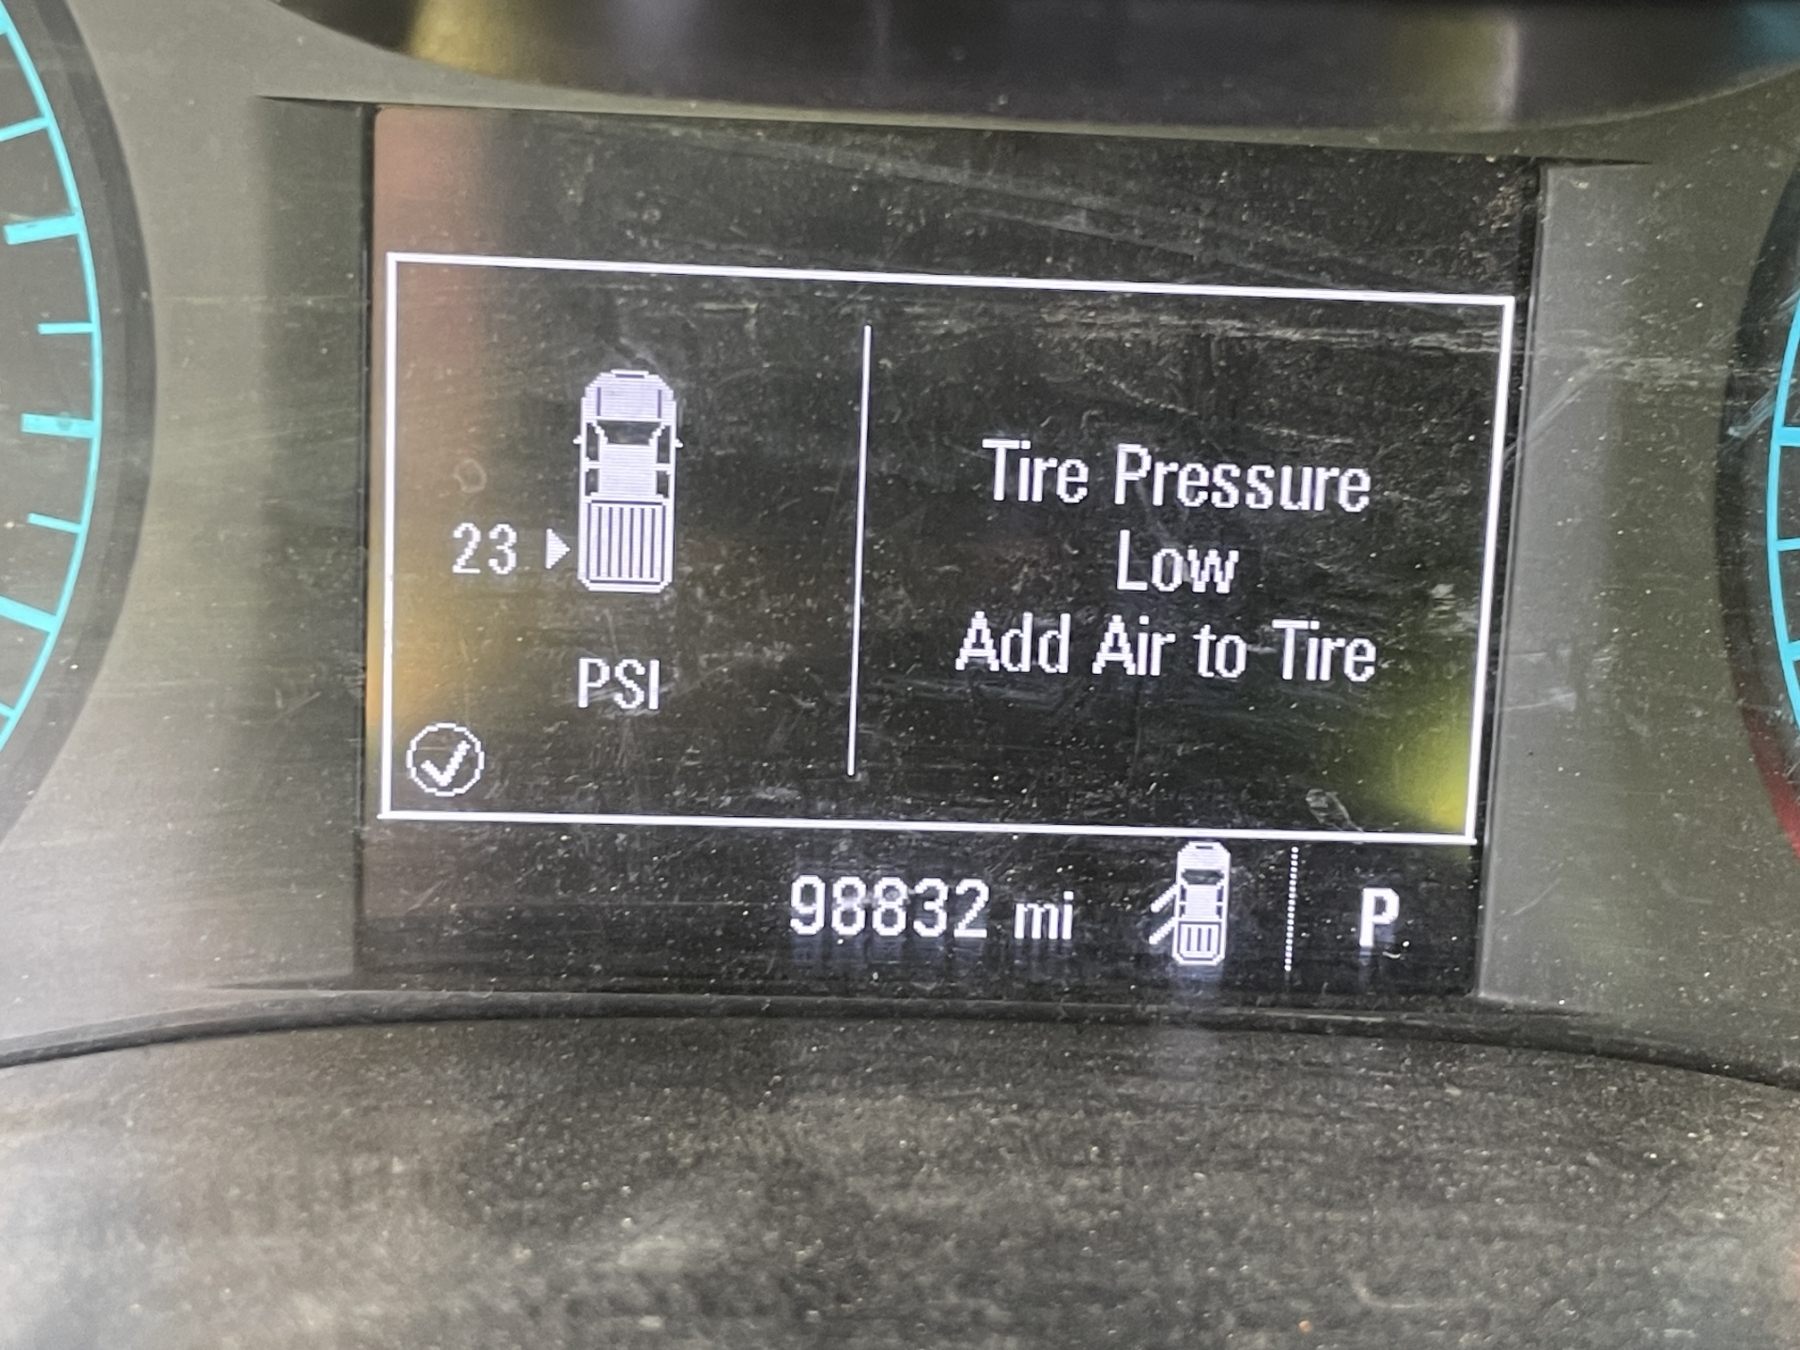 Tire Pressure
Low
Add Air to Tire
23
PSI
98832 mi
P